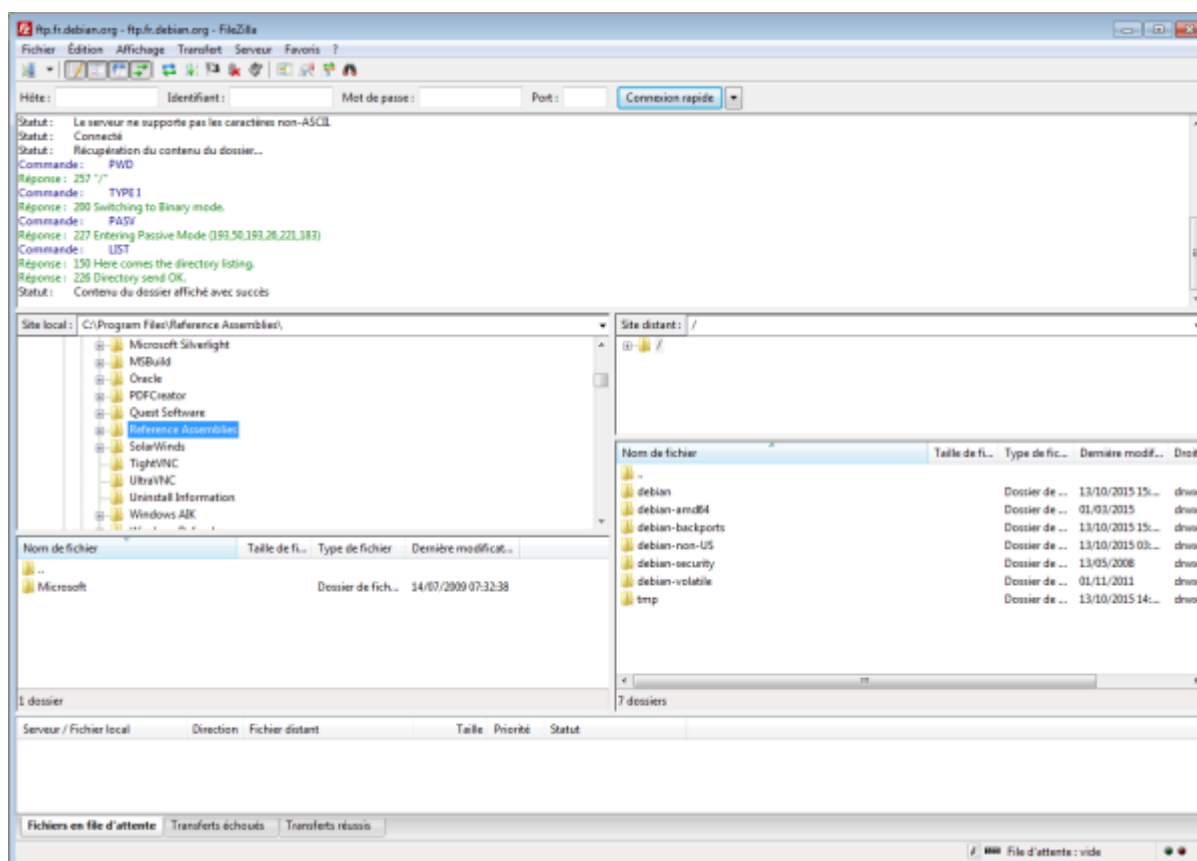 ftp.fr.debian.org - ftp.fr.debian.org - FileZilla
Fichier Édition Affichage Transfert Serveur Favoris ?
Hôte : Identifiant : Mot de passe : Port : Connexion rapide
Statut : Le serveur ne supporte pas les caractères non-ASCII.
Statut : Connecté
Statut : Récupération du contenu du dossier...
Commande : PWD
Réponse : 257 "/"
Commande : TYPE I
Réponse : 200 Switching to Binary mode.
Commande : PASV
Réponse : 227 Entering Passive Mode (193,50,193,26,221,183)
Commande : LIST
Réponse : 150 Here comes the directory listing.
Réponse : 226 Directory send OK.
Statut : Contenu du dossier affiché avec succès
Site local : C:\Program Files\Reference Assemblies\
Microsoft Silverlight
MSBuild
Oracle
PDFCreator
Quest Software
Reference Assemblies
SolarWinds
TightVNC
UltraVNC
Uninstall Information
Windows AIK
Nom de fichier Taille de fi... Type de fichier Dernière modificat...
..
Microsoft Dossier de fich... 14/07/2009 07:32:38
1 dossier
Site distant : /
/
Nom de fichier Taille de fi... Type de fic... Dernière modif... Droit
..
debian Dossier de ... 13/10/2015 15:... drwx
debian-amd64 Dossier de ... 01/03/2015 drwx
debian-backports Dossier de ... 13/10/2015 15:... drwx
debian-non-US Dossier de ... 13/10/2015 03:... drwx
debian-security Dossier de ... 13/05/2008 drwx
debian-volatile Dossier de ... 01/11/2011 drwx
tmp Dossier de ... 13/10/2015 14:... drwx
7 dossiers
Serveur / Fichier local Direction Fichier distant Taille Priorité Statut
Fichiers en file d'attente Transferts échoués Transferts réussis
File d'attente : vide